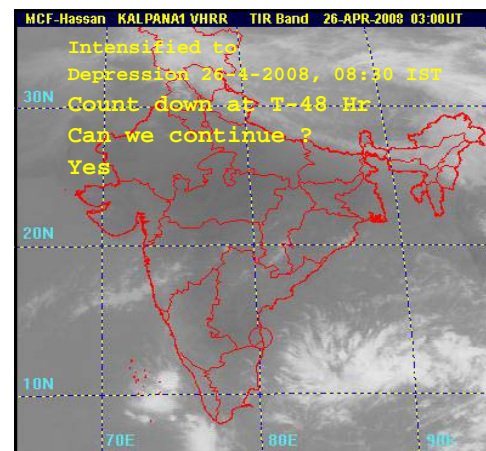 MCF-Hassan KALPANA1 VHRR TIR Band 26-APR-2008 03:00UT
Intensified to
Depression 26-4-2008, 08:30 IST
30N
Count down at T-48 Hr
Can we continue ?
Yes
20N
10N
70E 80E 90E